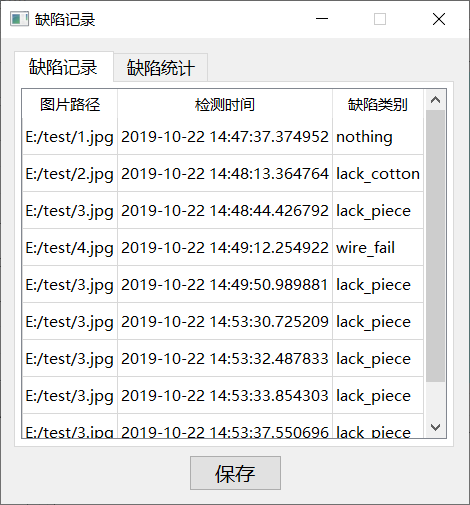 缺陷记录
缺陷记录 缺陷统计
图片路径 检测时间 缺陷类别
E:/test/1.jpg 2019-10-22 14:47:37.374952 nothing
E:/test/2.jpg 2019-10-22 14:48:13.364764 lack_cotton
E:/test/3.jpg 2019-10-22 14:48:44.426792 lack_piece
E:/test/4.jpg 2019-10-22 14:49:12.254922 wire_fail
E:/test/3.jpg 2019-10-22 14:49:50.989881 lack_piece
E:/test/3.jpg 2019-10-22 14:53:30.725209 lack_piece
E:/test/3.jpg 2019-10-22 14:53:32.487833 lack_piece
E:/test/3.jpg 2019-10-22 14:53:33.854303 lack_piece
E:/test/3.jpg 2019-10-22 14:53:37.550696 lack_piece
保存